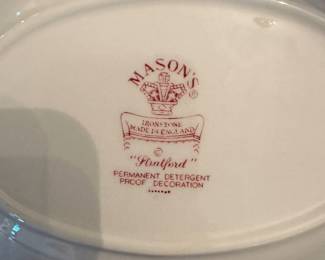 MASON'S®
IRONSTONE
MADE IN ENGLAND
©
"Stratford"
PERMANENT DETERGENT
PROOF DECORATION